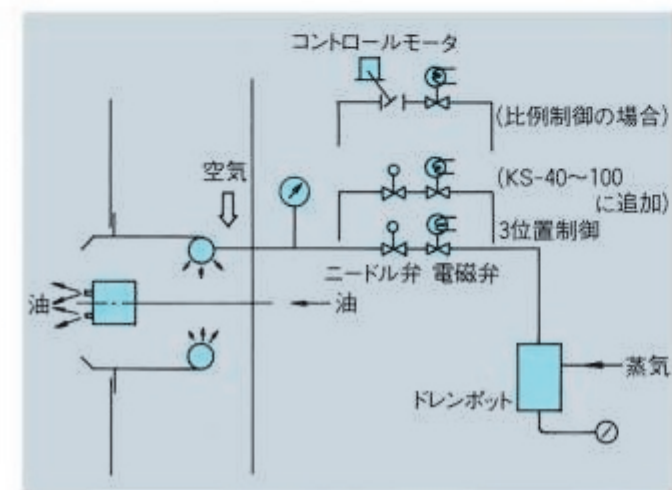 コントロールモータ
(比例制御の場合)
空気
(KS-40〜100
に追加)
3位置制御
ニードル弁 電磁弁
油
油
蒸気
ドレンポット